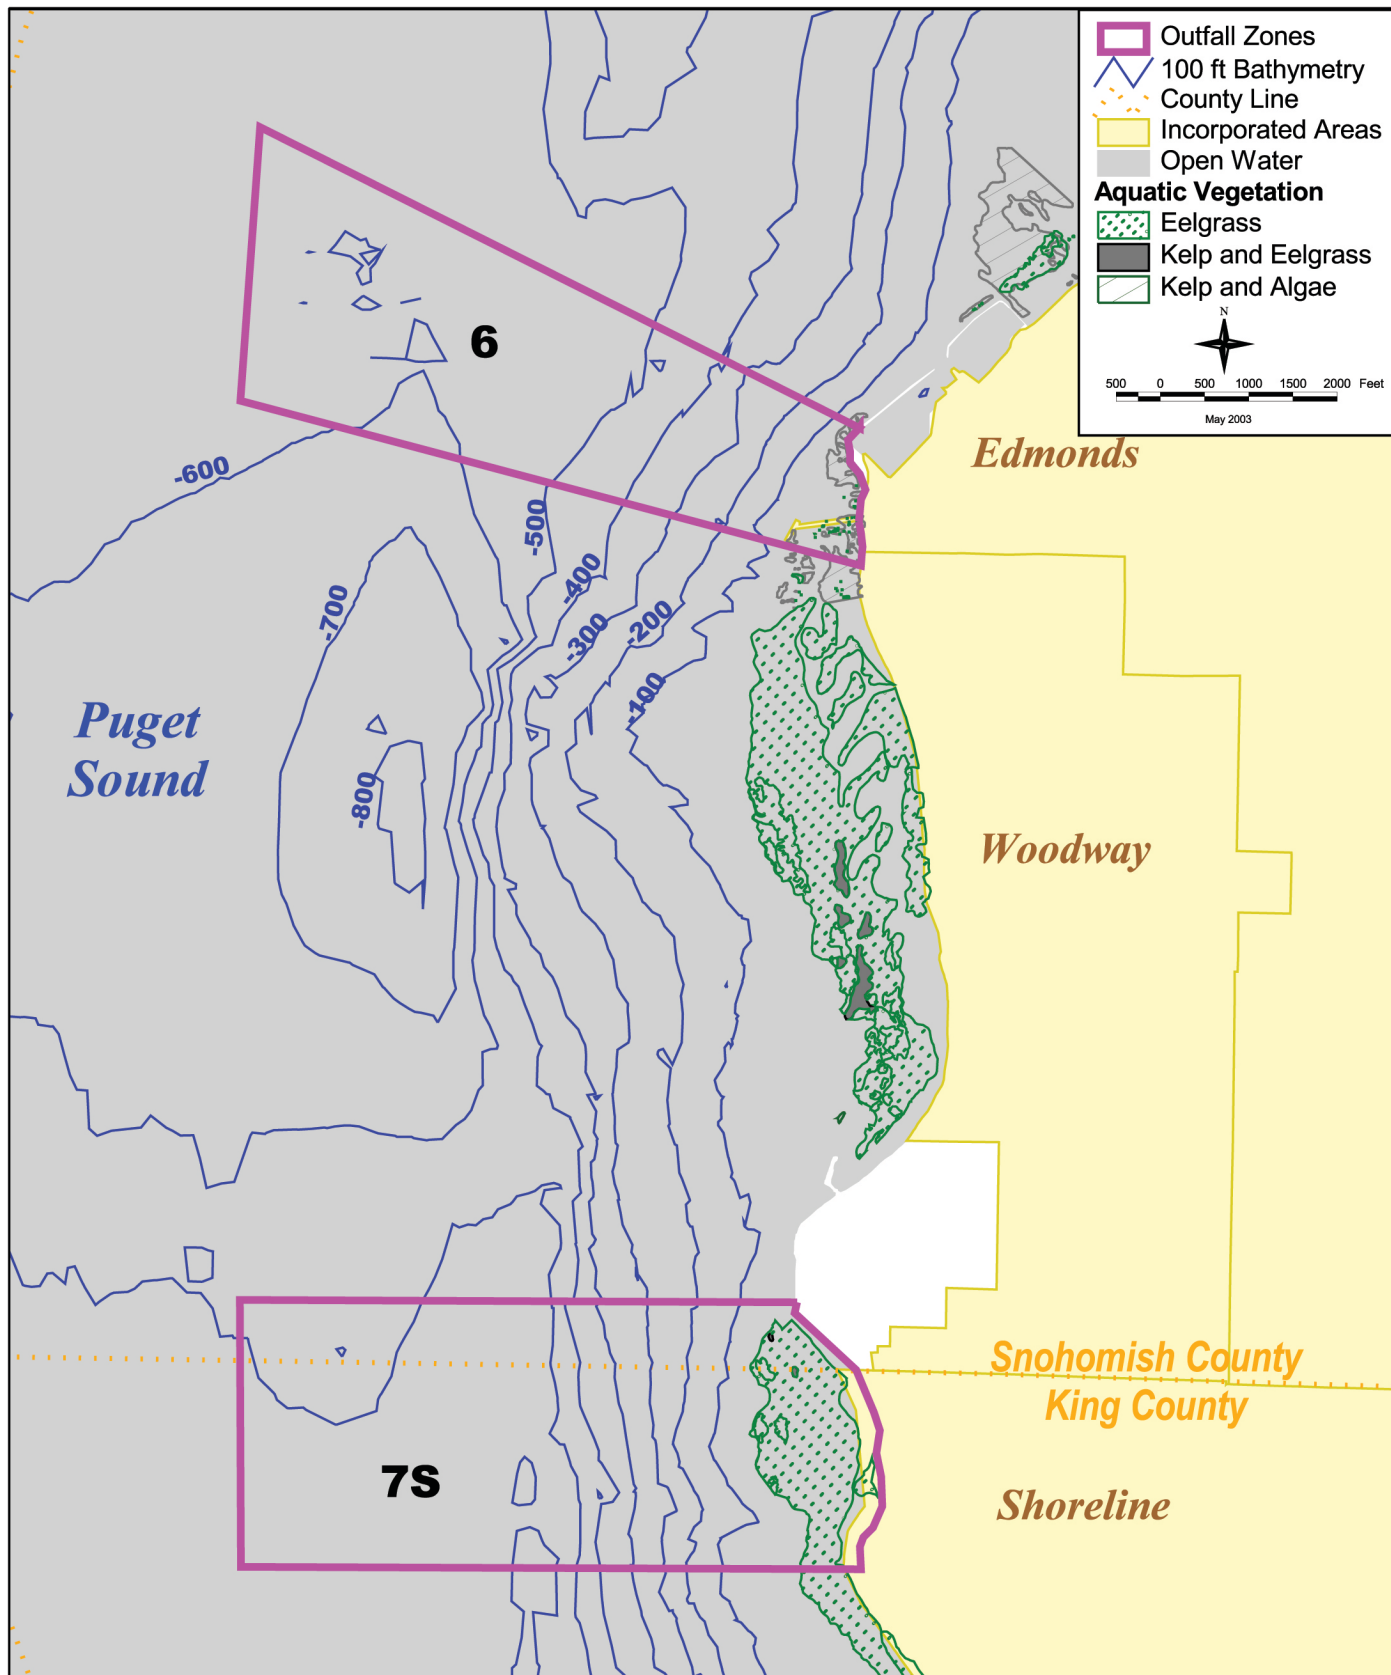 Outfall Zones
100 ft Bathymetry
County Line
Incorporated Areas
Open Water
Aquatic Vegetation
Eelgrass
Kelp and Eelgrass
Kelp and Algae
N
500 0 500 1000 1500 2000 Feet
May 2003
6
Edmonds
-600
-500
-400
-700
-300
-200
-100
Puget
Sound
-800
Woodway
Snohomish County
King County
7S
Shoreline